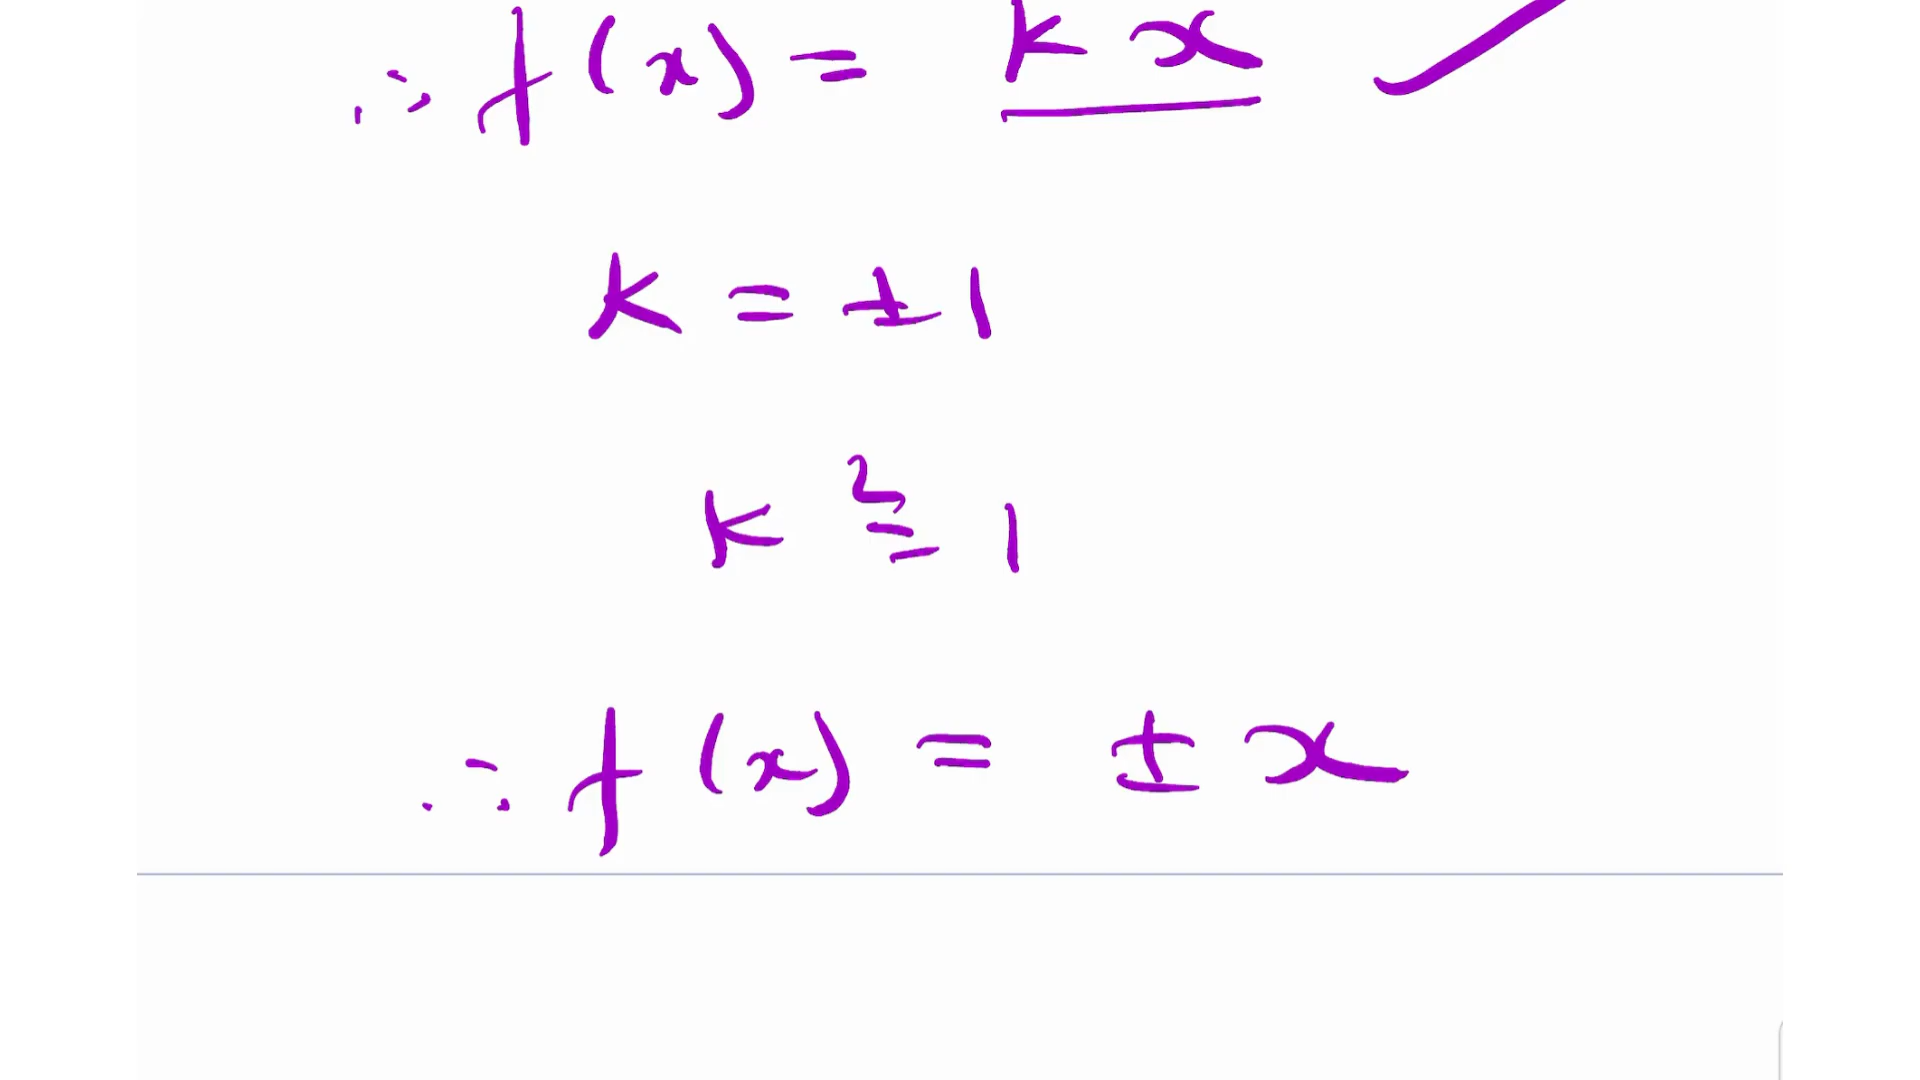 ∴ f(x) = kx ✓
k = ±1
k² = 1
∴ f(x) = ±x